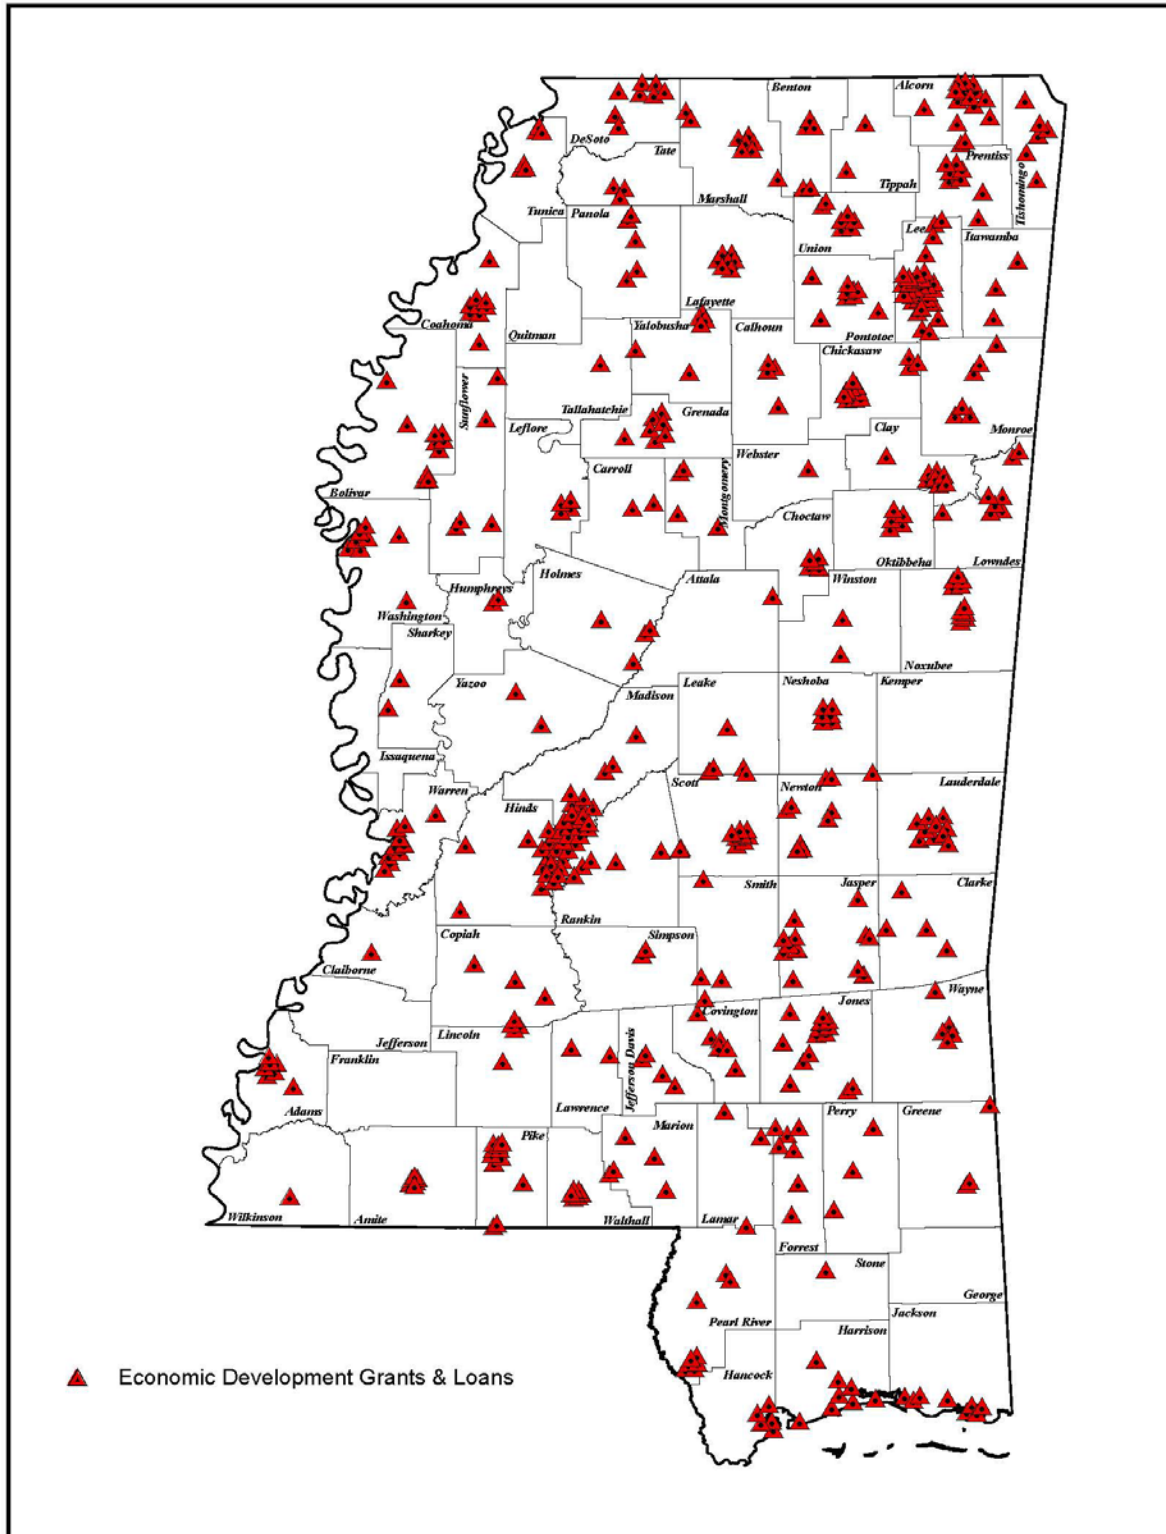 Benton
Alcorn
DeSoto
Tate
Prentiss
Tippah
Tishomingo
Marshall
Tunica
Panola
Lee
Itawamba
Union
Lafayette
Coahoma
Quitman
Yalobusha
Calhoun
Pontotoc
Chickasaw
Sunflower
Tallahatchie
Grenada
Leflore
Clay
Monroe
Webster
Carroll
Montgomery
Bolivar
Choctaw
Oktibbeha
Lowndes
Holmes
Attala
Winston
Humphreys
Washington
Sharkey
Noxubee
Yazoo
Leake
Neshoba
Kemper
Madison
Issaquena
Warren
Scott
Newton
Lauderdale
Hinds
Smith
Jasper
Clarke
Rankin
Copiah
Simpson
Claiborne
Wayne
Jones
Covington
Lincoln
Jefferson
Jefferson Davis
Franklin
Adams
Lawrence
Perry
Greene
Marion
Pike
Wilkinson
Amite
Walthall
Lamar
Forrest
Stone
George
Jackson
Pearl River
Harrison
Hancock
Economic Development Grants & Loans